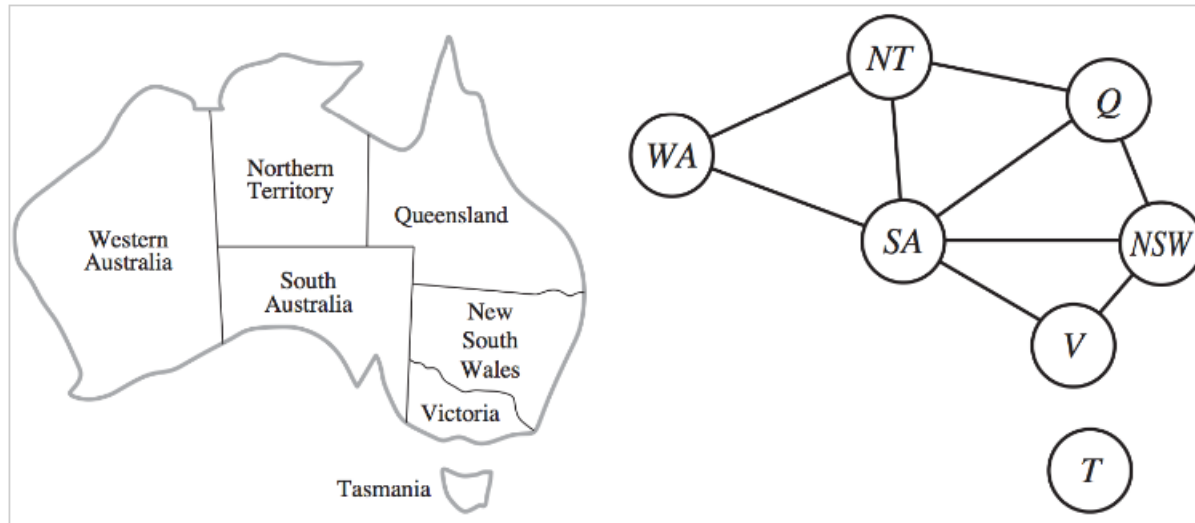 Northern
Territory
Western
Australia
Queensland
South
Australia
New
South
Wales
Victoria
Tasmania
NT
Q
WA
SA
NSW
V
T